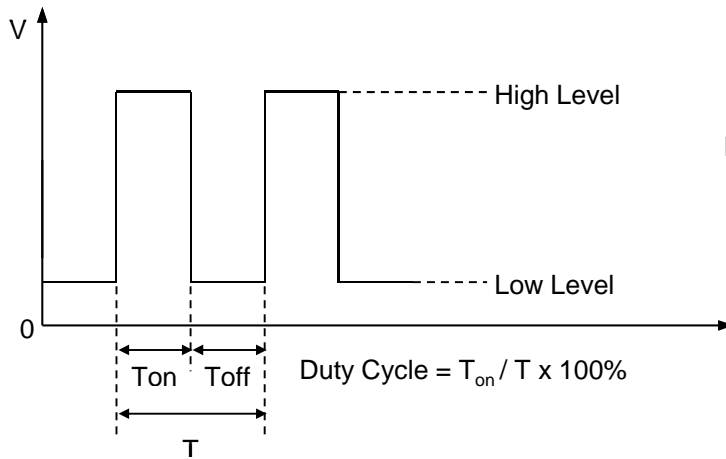 V
High Level
Low Level
0
Ton Toff
Duty Cycle = Ton / T x 100%
T